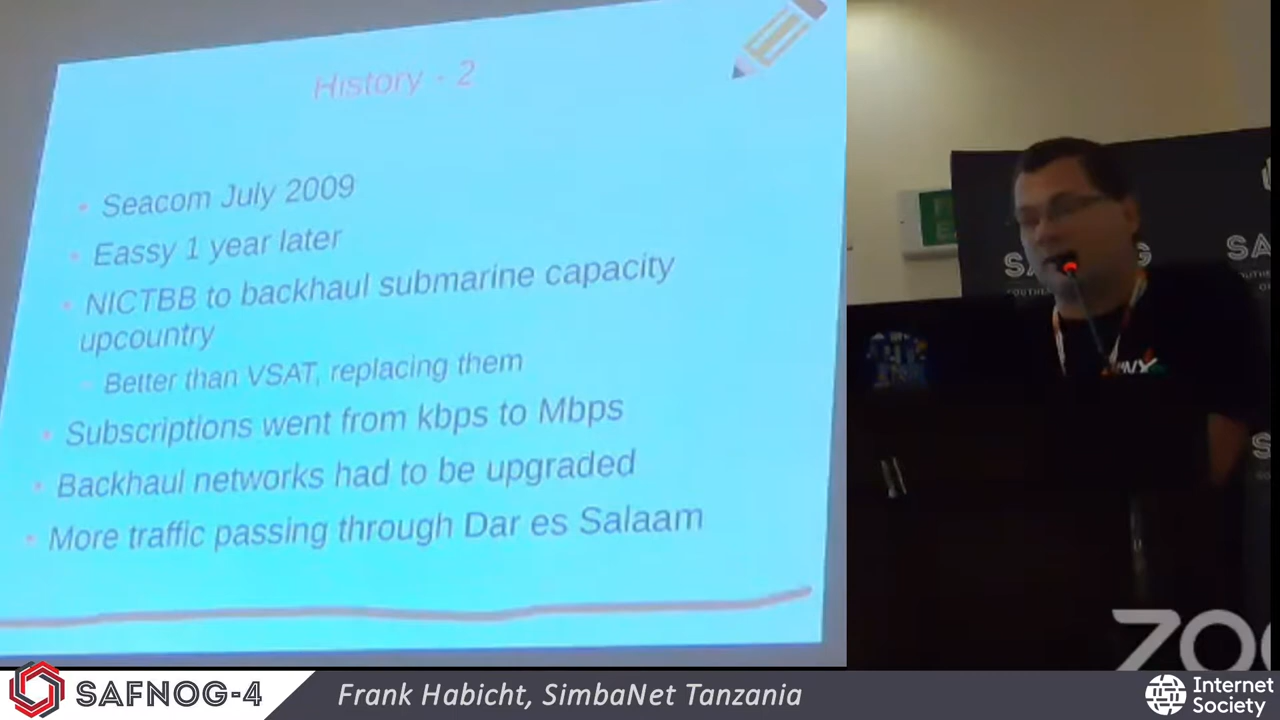 History - 2
Seacom July 2009
Eassy 1 year later
NICTBB to backhaul submarine capacity
upcountry
Better than VSAT, replacing them
Subscriptions went from kbps to Mbps
Backhaul networks had to be upgraded
More traffic passing through Dar es Salaam
SAFNOG-4
Frank Habicht, SimbaNet Tanzania
Internet
Society